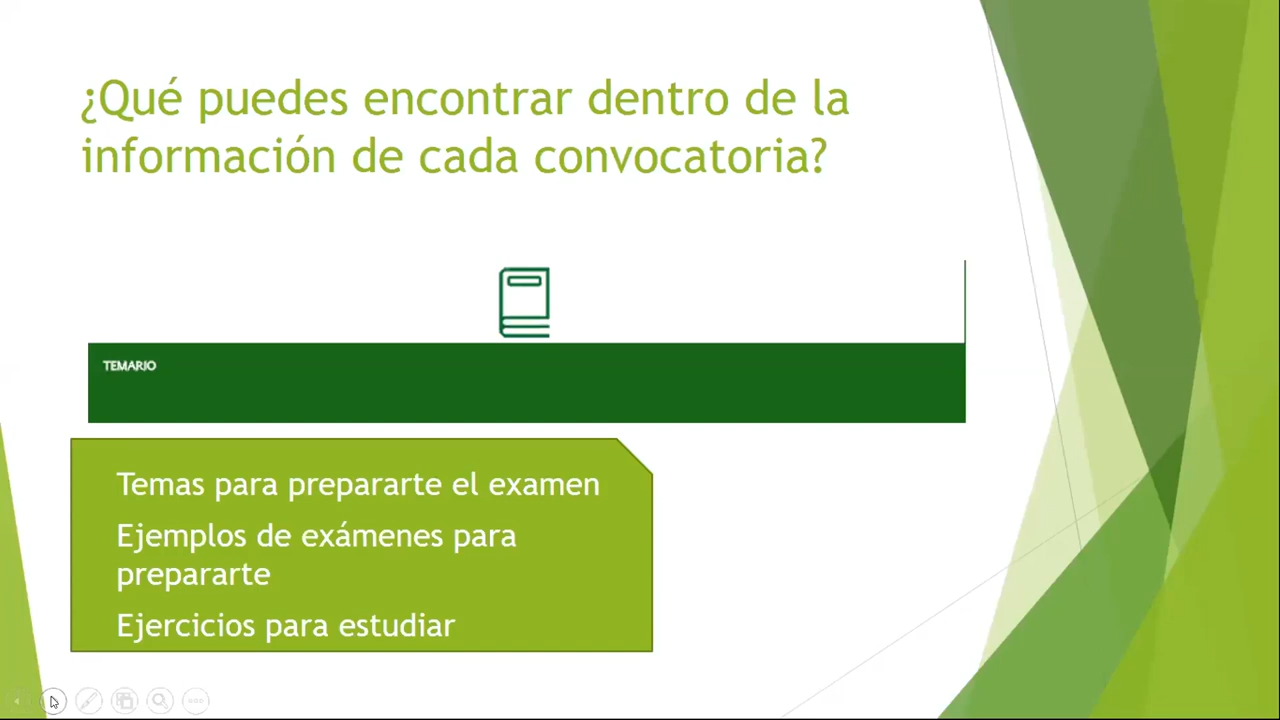 ¿Qué puedes encontrar dentro de la
información de cada convocatoria?
TEMARIO
Temas para prepararte el examen
Ejemplos de exámenes para
prepararte
Ejercicios para estudiar